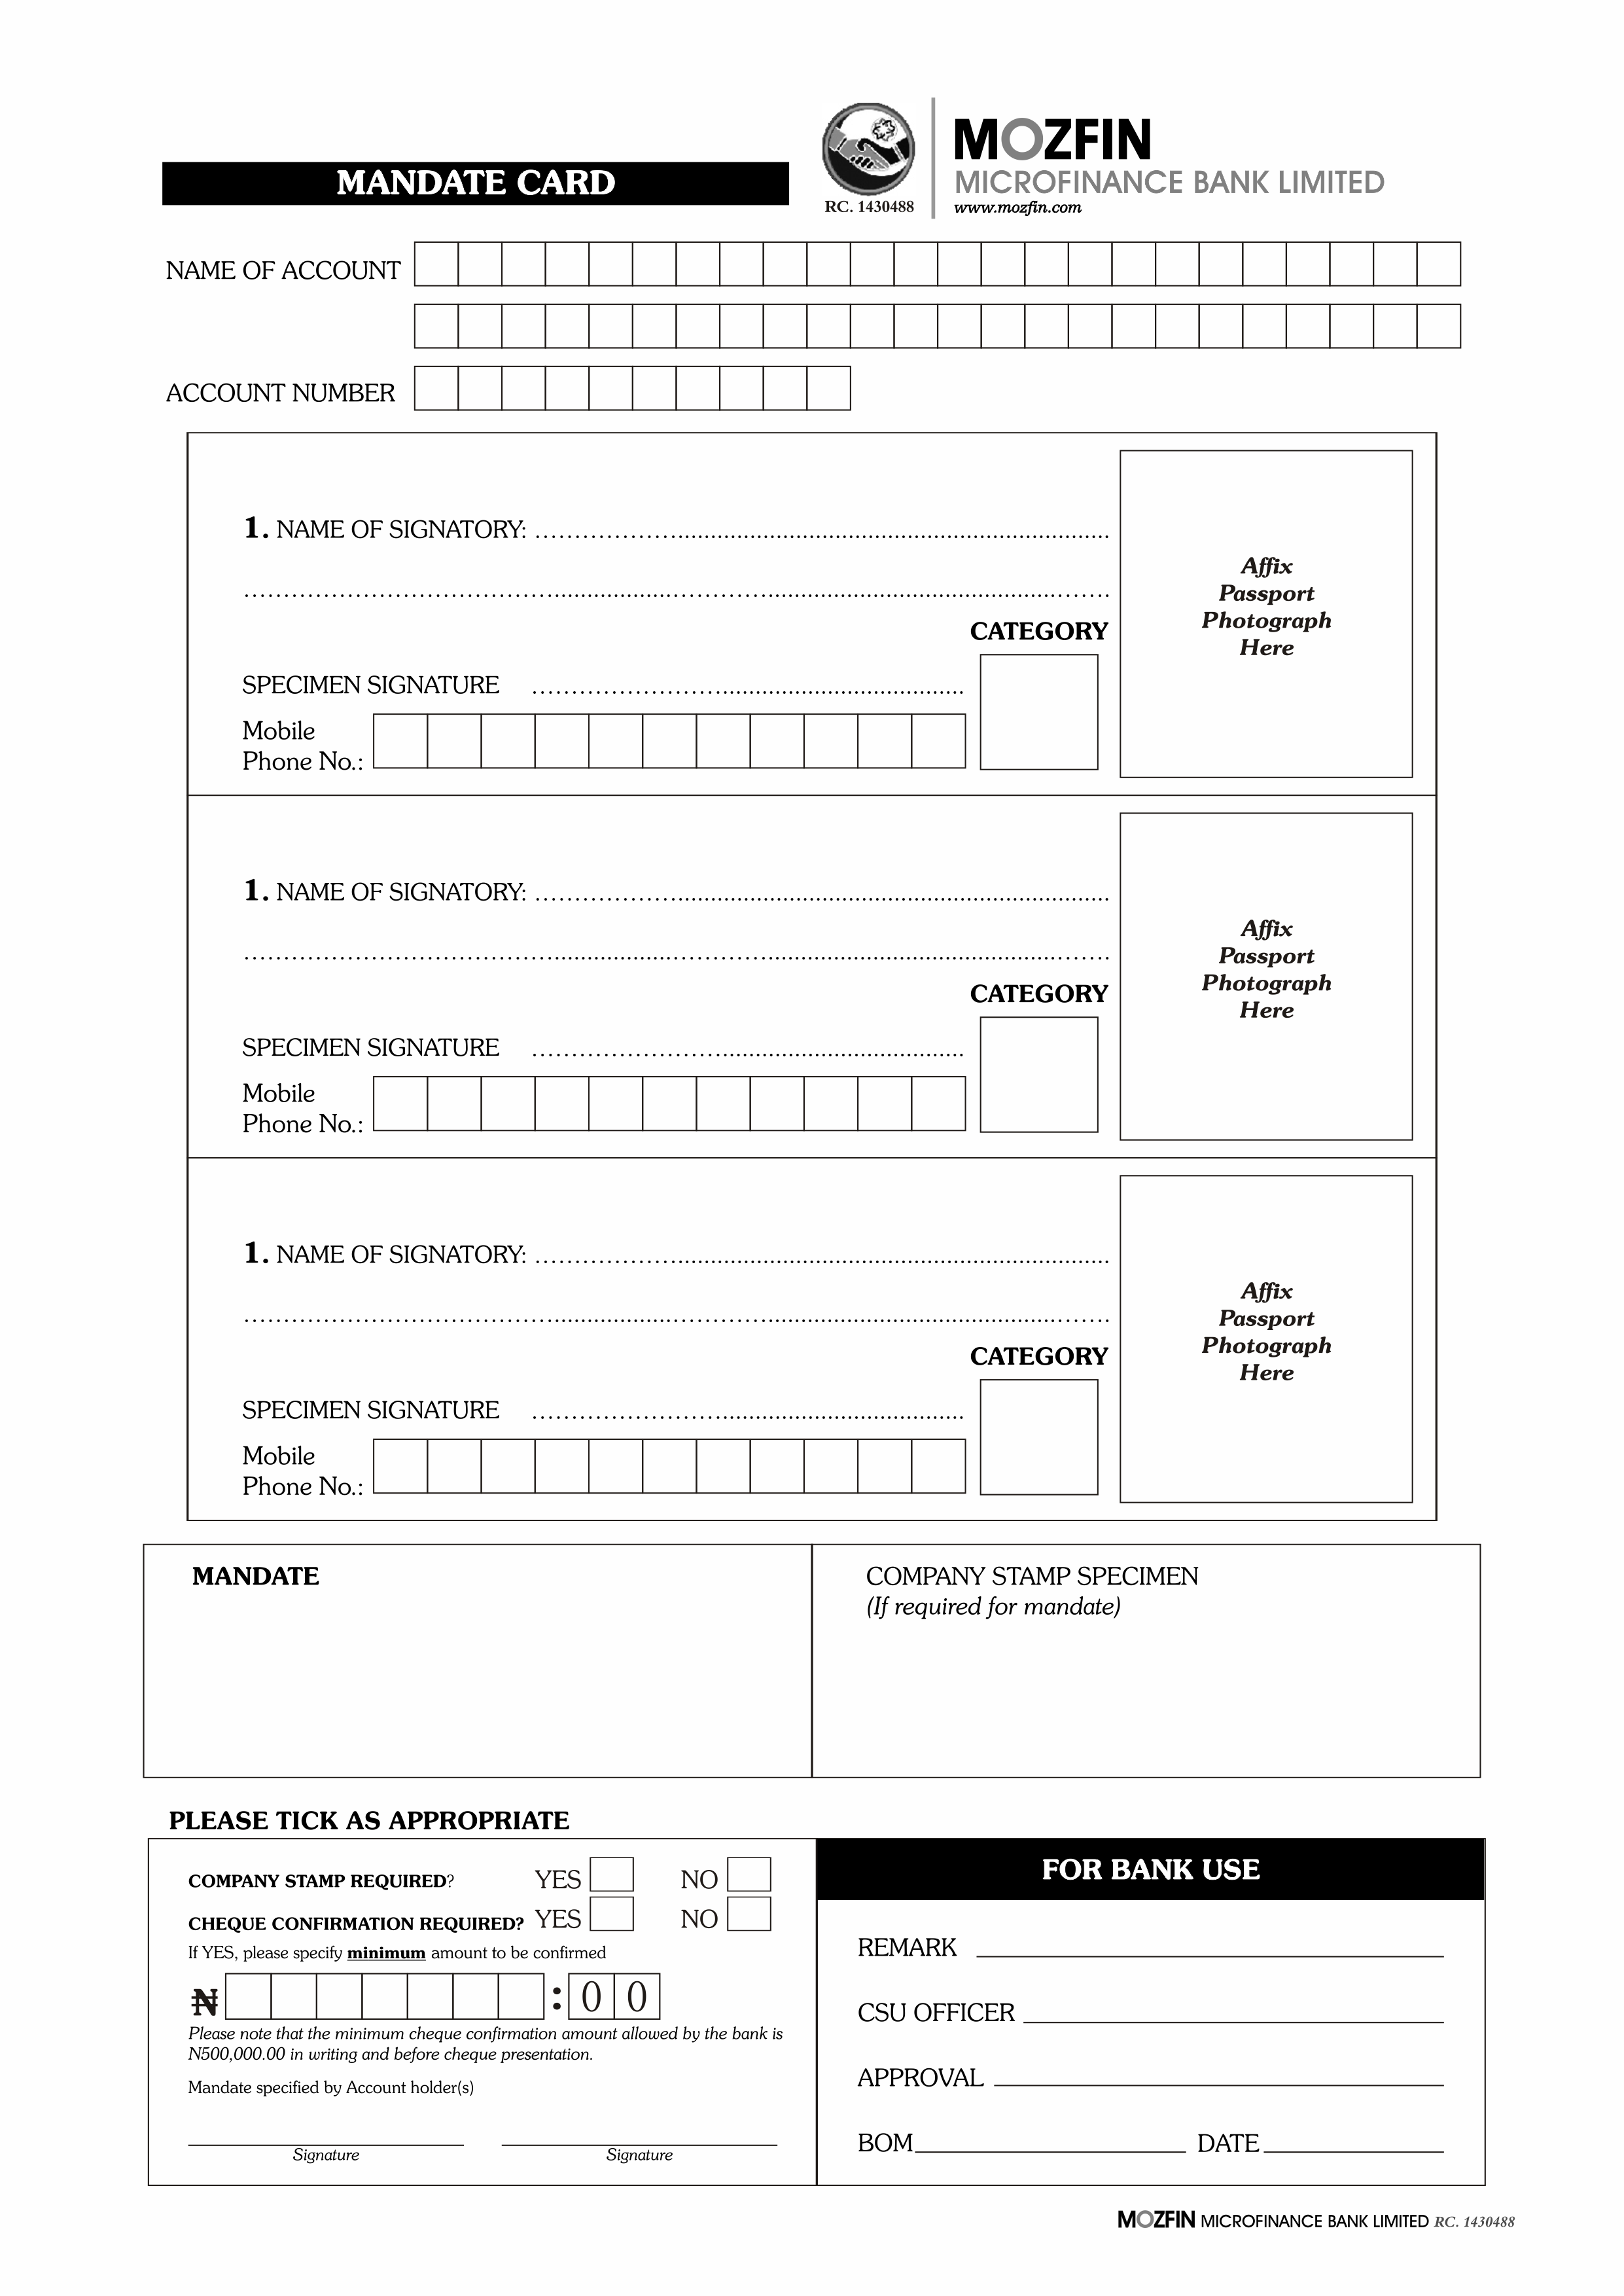 MANDATE CARD
RC. 1430488
MOZFIN
MICROFINANCE BANK LIMITED
www.mozfin.com
NAME OF ACCOUNT
ACCOUNT NUMBER
1. NAME OF SIGNATORY:
Affix
Passport
Photograph
Here
CATEGORY
SPECIMEN SIGNATURE
Mobile
Phone No.:
1. NAME OF SIGNATORY:
Affix
Passport
Photograph
Here
CATEGORY
SPECIMEN SIGNATURE
Mobile
Phone No.:
1. NAME OF SIGNATORY:
Affix
Passport
Photograph
Here
CATEGORY
SPECIMEN SIGNATURE
Mobile
Phone No.:
MANDATE
COMPANY STAMP SPECIMEN
(If required for mandate)
PLEASE TICK AS APPROPRIATE
COMPANY STAMP REQUIRED? YES NO
CHEQUE CONFIRMATION REQUIRED? YES NO
If YES, please specify minimum amount to be confirmed
₦ : 0 0
Please note that the minimum cheque confirmation amount allowed by the bank is
N500,000.00 in writing and before cheque presentation.
Mandate specified by Account holder(s)
Signature Signature
FOR BANK USE
REMARK
CSU OFFICER
APPROVAL
BOM DATE
MOZFIN MICROFINANCE BANK LIMITED RC. 1430488